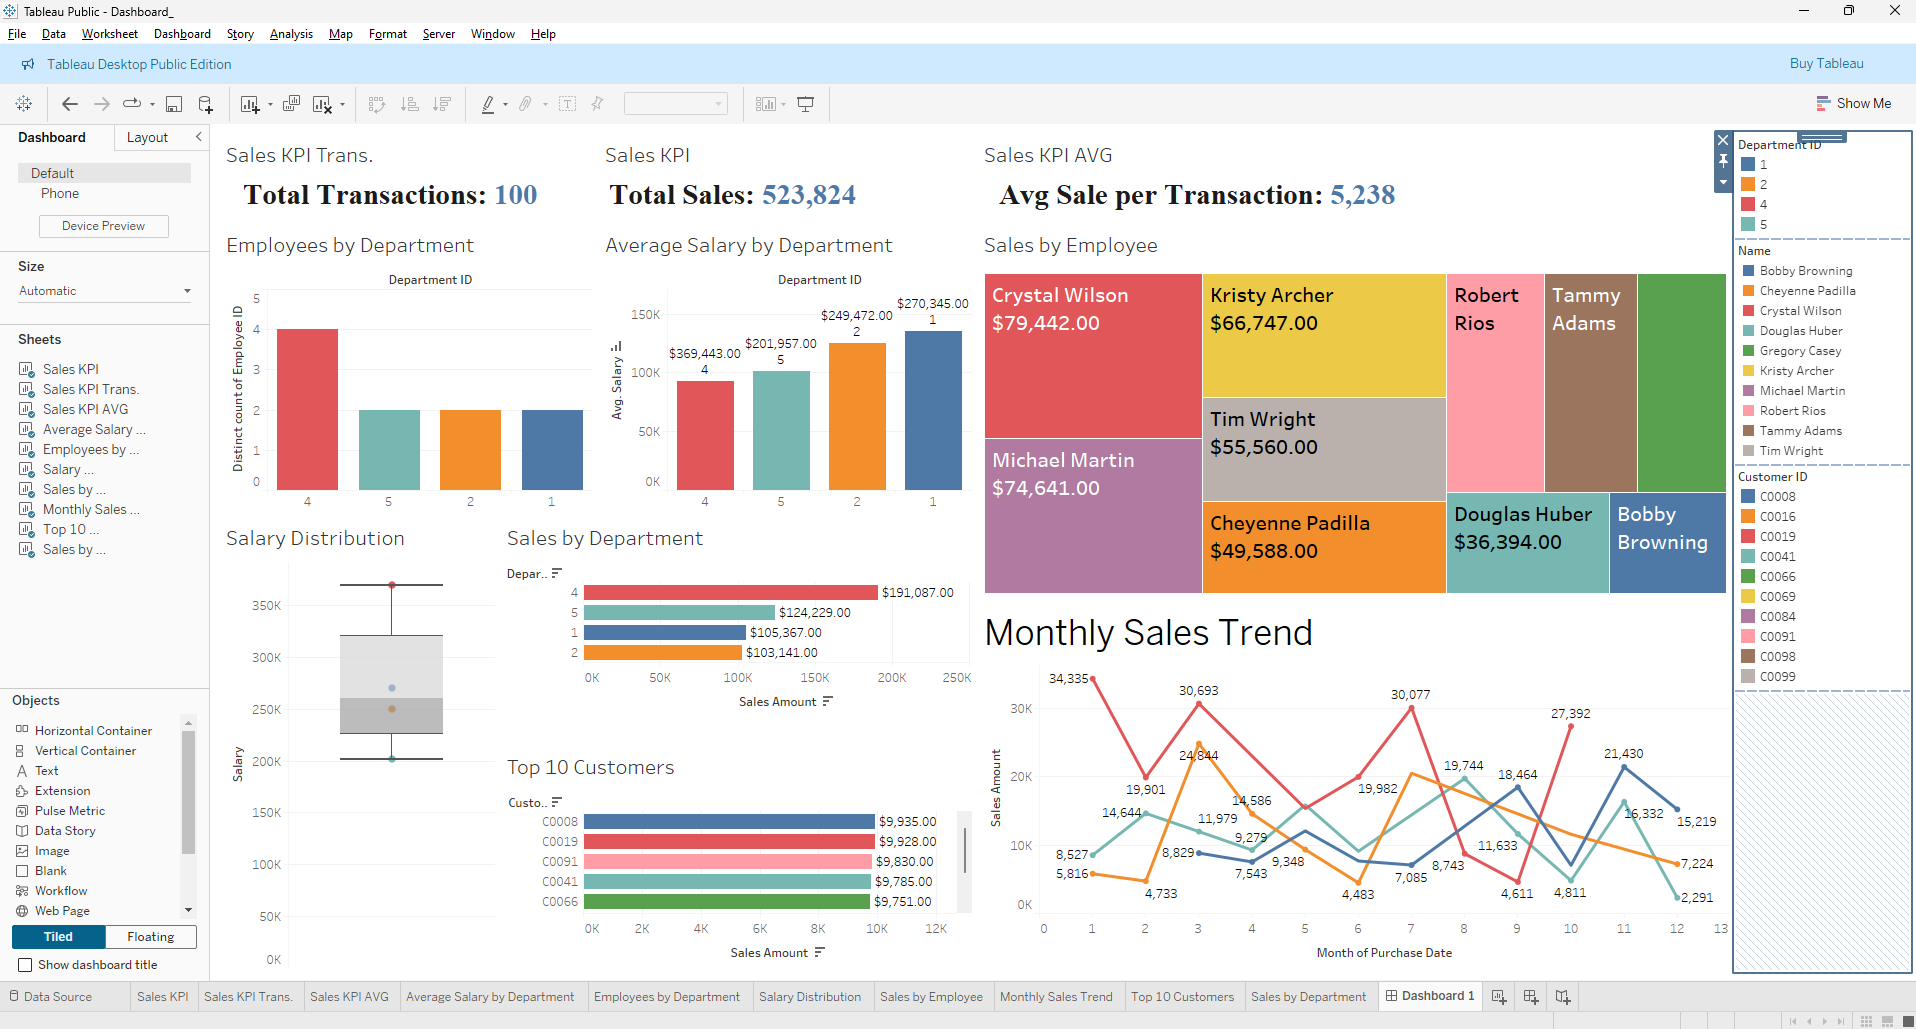 Tableau Public - Dashboard_
File Data Worksheet Dashboard Story Analysis Map Format Server Window Help
Tableau Desktop Public Edition
Buy Tableau
Show Me
Dashboard
Layout
Default
Phone
Device Preview
Size
Automatic
Sheets
Sales KPI
Sales KPI Trans.
Sales KPI AVG
Average Salary ...
Employees by ...
Salary ...
Sales by ...
Monthly Sales ...
Top 10 ...
Sales by ...
Objects
Horizontal Container
Vertical Container
Text
Extension
Pulse Metric
Data Story
Image
Blank
Workflow
Web Page
Tiled
Floating
Show dashboard title
Sales KPI Trans.
Total Transactions: 100
Sales KPI
Total Sales: 523,824
Sales KPI AVG
Avg Sale per Transaction: 5,238
Employees by Department
Department ID
Distinct count of Employee ID
5
4
3
2
1
0
4 5 2 1
Average Salary by Department
Department ID
Avg. Salary
150K
100K
50K
0K
$369,443.00
4
$201,957.00
5
$249,472.00
2
$270,345.00
1
4 5 2 1
Sales by Employee
Crystal Wilson
$79,442.00
Michael Martin
$74,641.00
Kristy Archer
$66,747.00
Tim Wright
$55,560.00
Cheyenne Padilla
$49,588.00
Robert
Rios
Tammy
Adams
Douglas Huber
$36,394.00
Bobby
Browning
Salary Distribution
Salary
350K
300K
250K
200K
150K
100K
50K
0K
Sales by Department
Depar..
4 $191,087.00
5 $124,229.00
1 $105,367.00
2 $103,141.00
0K 50K 100K 150K 200K 250K
Sales Amount
Top 10 Customers
Custo..
C0008 $9,935.00
C0019 $9,928.00
C0091 $9,830.00
C0041 $9,785.00
C0066 $9,751.00
0K 2K 4K 6K 8K 10K 12K
Sales Amount
Monthly Sales Trend
Sales Amount
30K
20K
10K
0K
34,335
19,901
30,693
24,844
14,644
8,527
5,816
4,733
8,829
11,979
14,586
9,279
7,543
9,348
19,982
4,483
30,077
7,085
8,743
19,744
18,464
11,633
4,611
27,392
4,811
21,430
16,332
15,219
7,224
2,291
0 1 2 3 4 5 6 7 8 9 10 11 12 13
Month of Purchase Date
Department ID
1
2
4
5
Name
Bobby Browning
Cheyenne Padilla
Crystal Wilson
Douglas Huber
Gregory Casey
Kristy Archer
Michael Martin
Robert Rios
Tammy Adams
Tim Wright
Customer ID
C0008
C0016
C0019
C0041
C0066
C0069
C0084
C0091
C0098
C0099
Data Source
Sales KPI
Sales KPI Trans.
Sales KPI AVG
Average Salary by Department
Employees by Department
Salary Distribution
Sales by Employee
Monthly Sales Trend
Top 10 Customers
Sales by Department
Dashboard 1